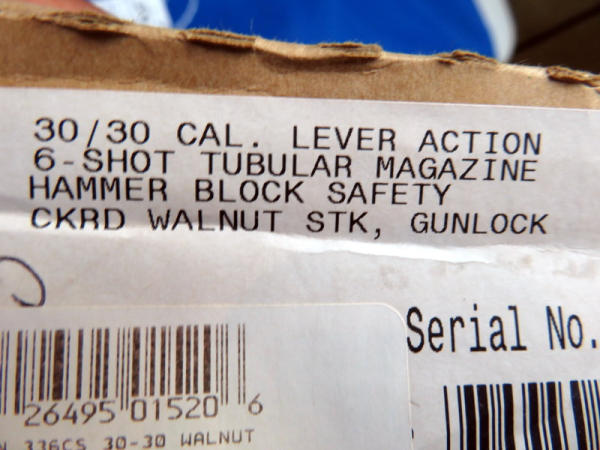 30/30 CAL. LEVER ACTION
6-SHOT TUBULAR MAGAZINE
HAMMER BLOCK SAFETY
CKRD WALNUT STK, GUNLOCK
Serial No.
26495 01520 6
336CS 30-30 WALNUT